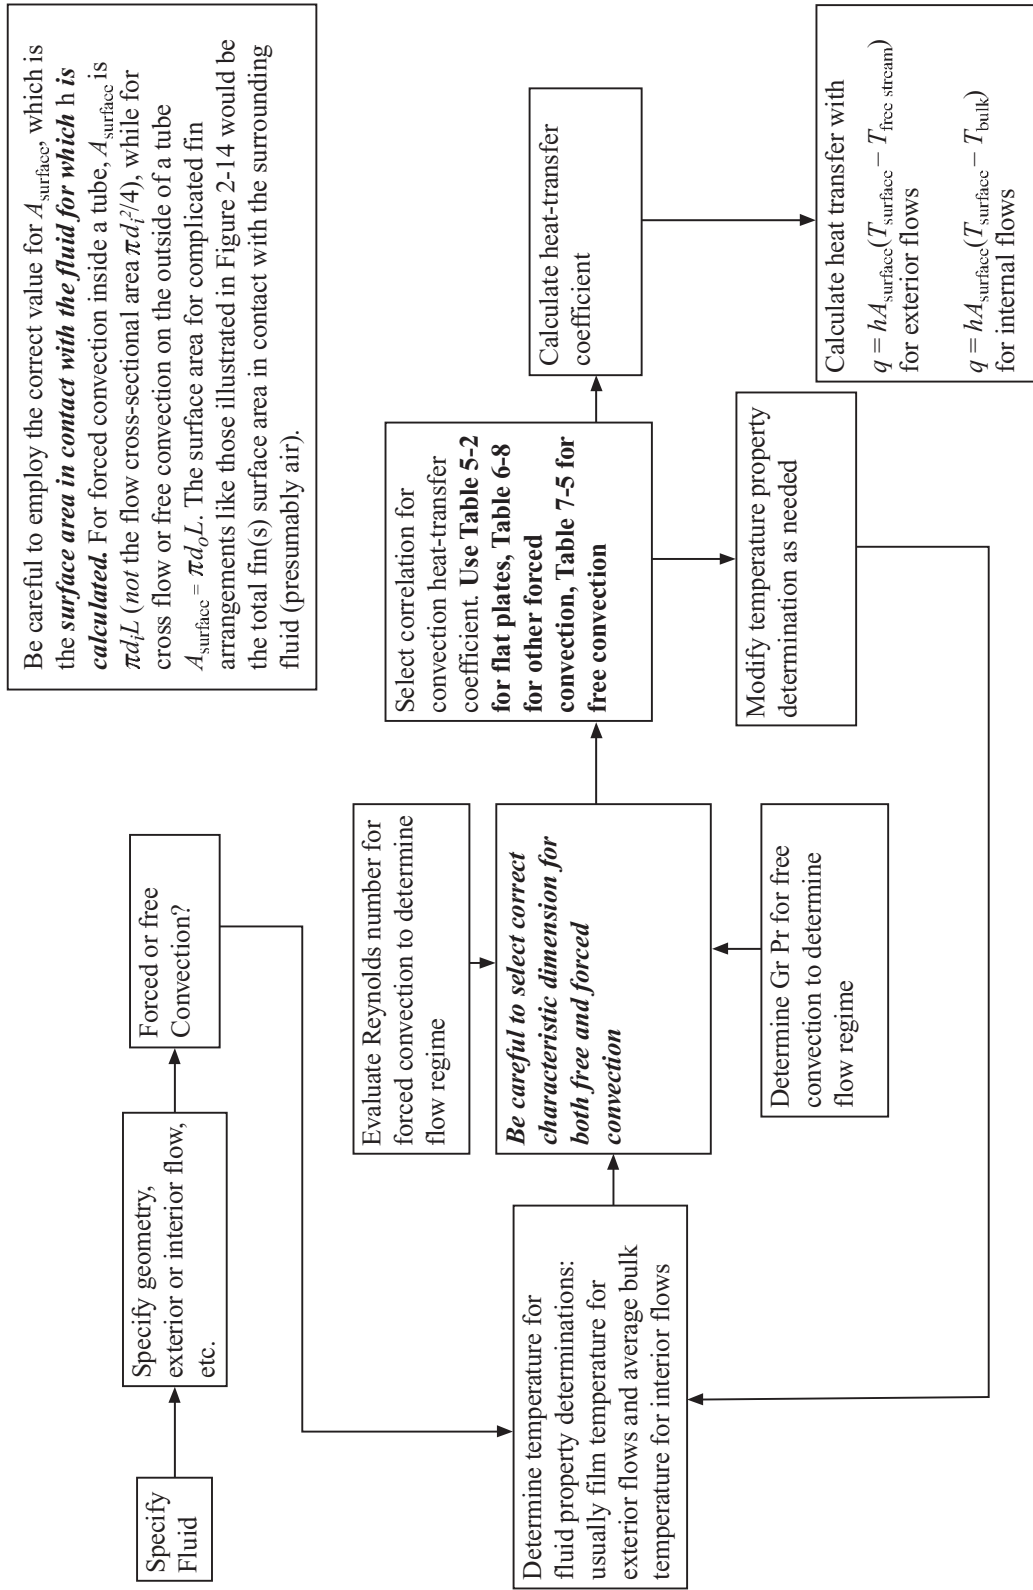 Be careful to employ the correct value for A_surface, which is
the surface area in contact with the fluid for which h is
calculated. For forced convection inside a tube, A_surface is
πd_iL (not the flow cross-sectional area πd_i²/4), while for
cross flow or free convection on the outside of a tube
A_surface = πd_oL. The surface area for complicated fin
arrangements like those illustrated in Figure 2-14 would be
the total fin(s) surface area in contact with the surrounding
fluid (presumably air).
Specify
Fluid
Specify geometry,
exterior or interior flow,
etc.
Forced or free
Convection?
Determine temperature for
fluid property determinations:
usually film temperature for
exterior flows and average bulk
temperature for interior flows
Evaluate Reynolds number for
forced convection to determine
flow regime
Be careful to select correct
characteristic dimension for
both free and forced
convection
Determine Gr Pr for free
convection to determine
flow regime
Select correlation for
convection heat-transfer
coefficient. Use Table 5-2
for flat plates, Table 6-8
for other forced
convection, Table 7-5 for
free convection
Modify temperature property
determination as needed
Calculate heat-transfer
coefficient
Calculate heat transfer with
q = hA_surface(T_surface − T_free stream)
for exterior flows
q = hA_surface(T_surface − T_bulk)
for internal flows